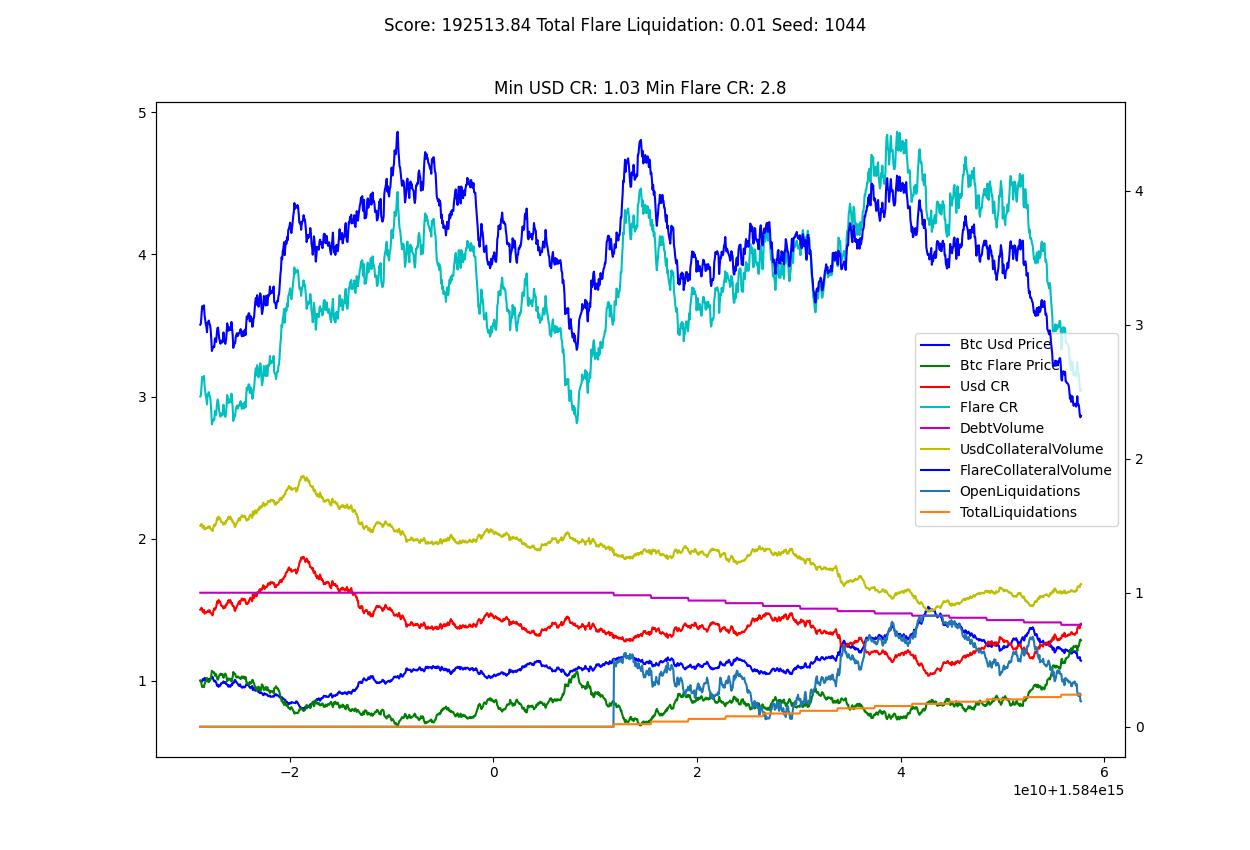 Score: 192513.84 Total Flare Liquidation: 0.01 Seed: 1044
Min USD CR: 1.03 Min Flare CR: 2.8
5
4
3
2
1
4
3
2
1
0
Btc Usd Price
Btc Flare Price
Usd CR
Flare CR
DebtVolume
UsdCollateralVolume
FlareCollateralVolume
OpenLiquidations
TotalLiquidations
−2 0 2 4 6
1e10+1.584e15